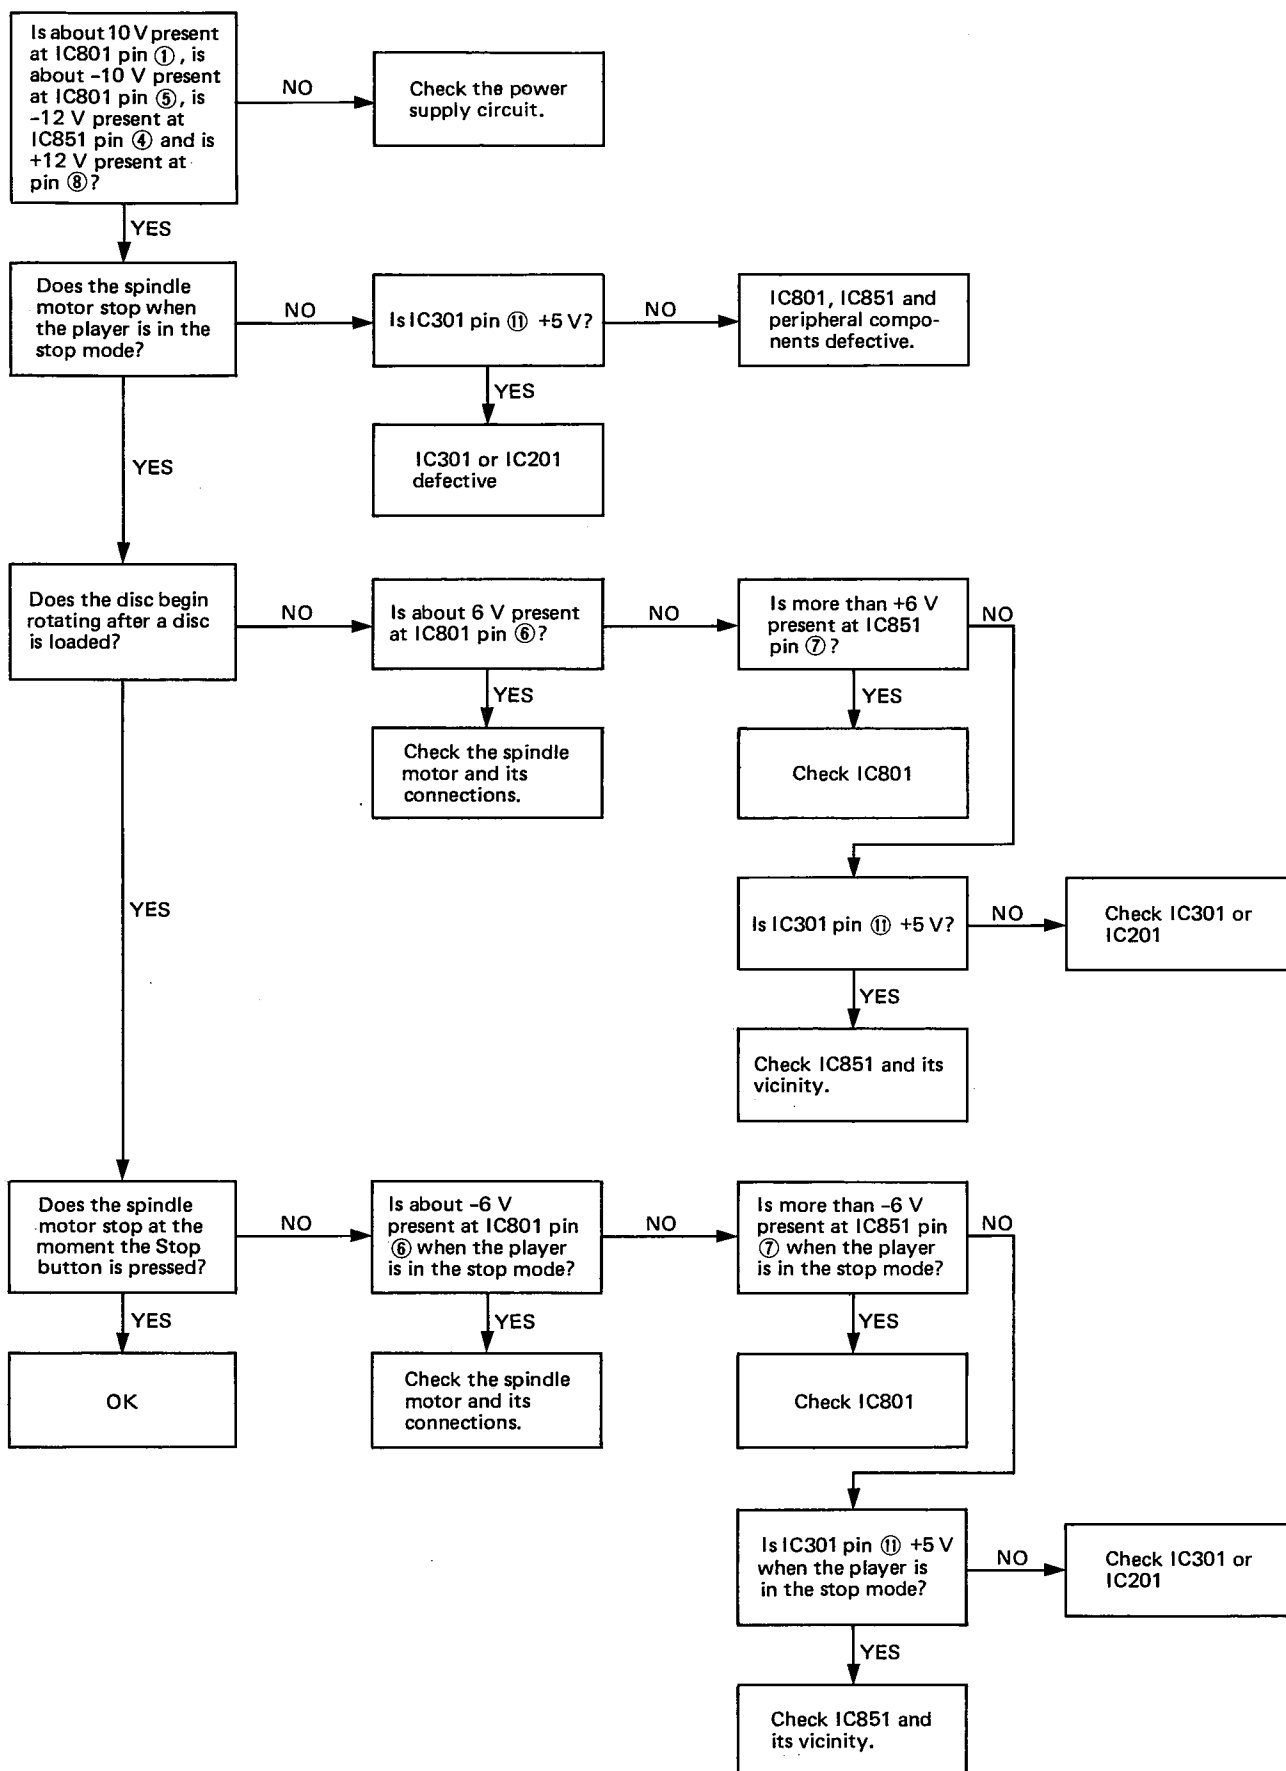 Is about 10 V present
at IC801 pin ①, is
about -10 V present
at IC801 pin ⑤, is
-12 V present at
IC851 pin ④ and is
+12 V present at
pin ⑧?
NO
Check the power
supply circuit.
YES
Does the spindle
motor stop when
the player is in the
stop mode?
NO
Is IC301 pin ⑪ +5 V?
NO
IC801, IC851 and
peripheral compo-
nents defective.
YES
IC301 or IC201
defective
YES
Does the disc begin
rotating after a disc
is loaded?
NO
Is about 6 V present
at IC801 pin ⑥?
NO
Is more than +6 V
present at IC851
pin ⑦?
NO
YES
Check the spindle
motor and its
connections.
YES
Check IC801
Is IC301 pin ⑪ +5 V?
NO
Check IC301 or
IC201
YES
Check IC851 and its
vicinity.
YES
Does the spindle
motor stop at the
moment the Stop
button is pressed?
NO
Is about -6 V
present at IC801 pin
⑥ when the player
is in the stop mode?
NO
Is more than -6 V
present at IC851 pin
⑦ when the player
is in the stop mode?
NO
YES
OK
YES
Check the spindle
motor and its
connections.
YES
Check IC801
Is IC301 pin ⑪ +5 V
when the player is
in the stop mode?
NO
Check IC301 or
IC201
YES
Check IC851 and
its vicinity.